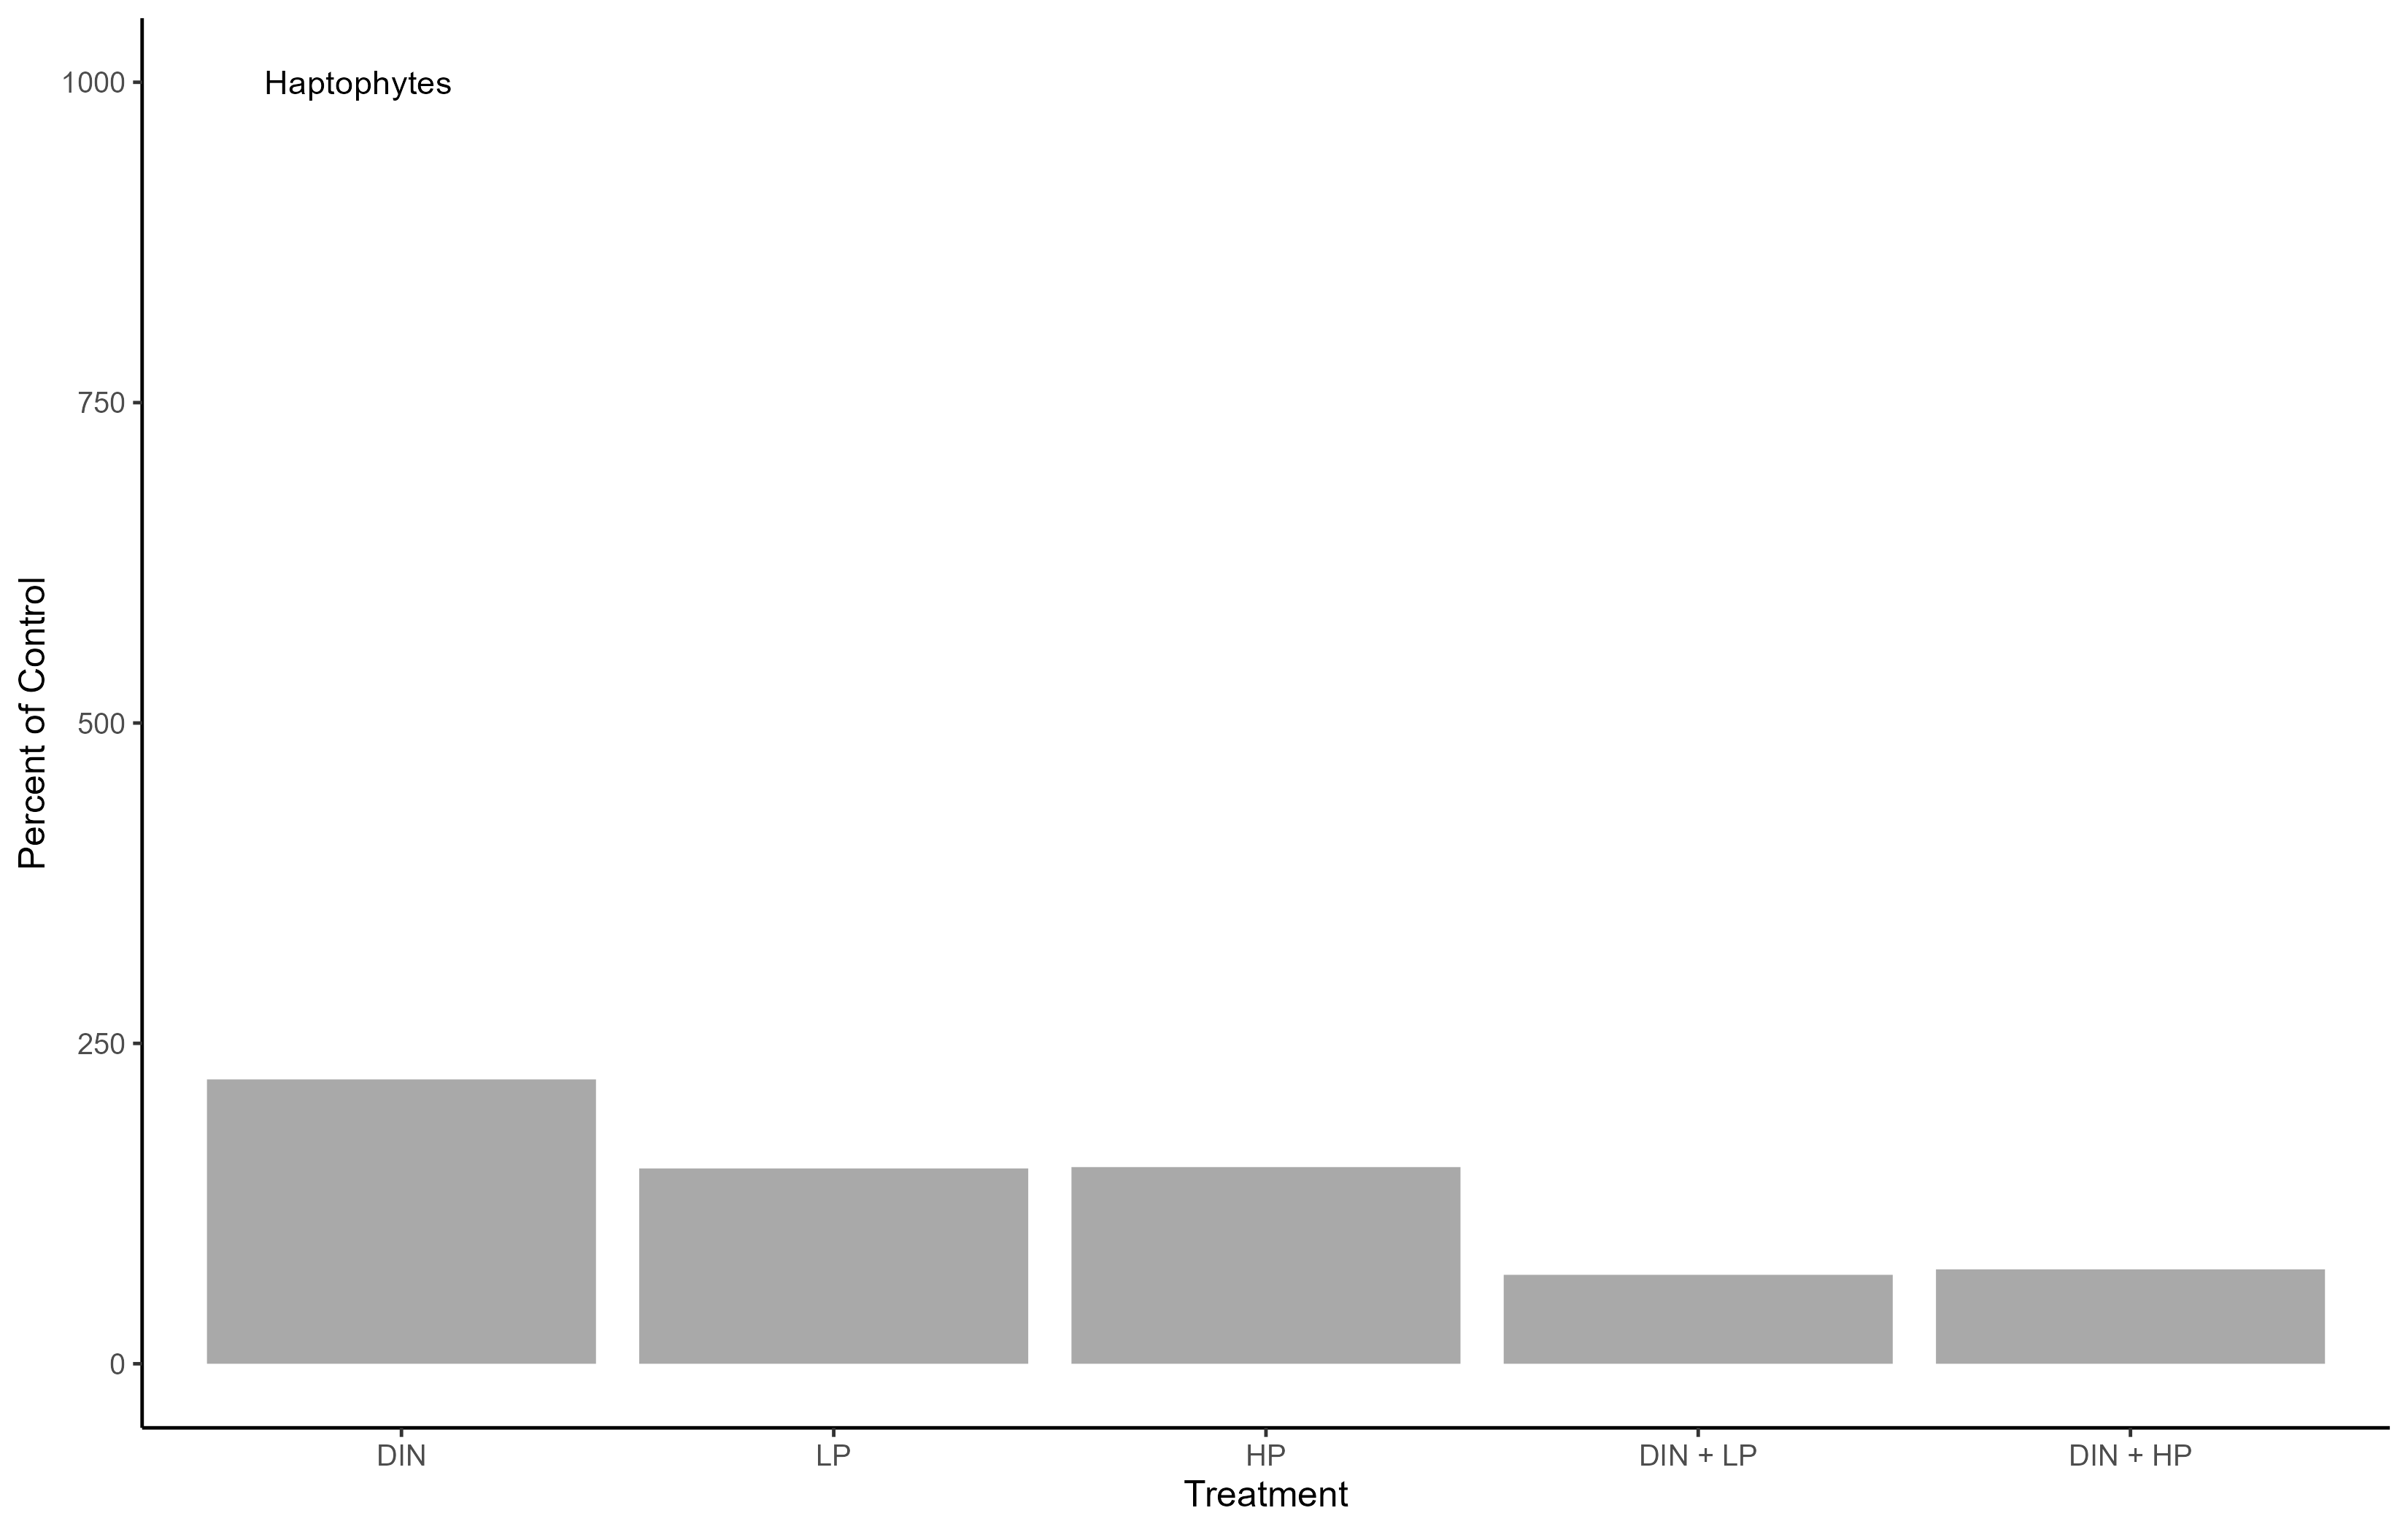 Haptophytes
Percent of Control
1000
750
500
250
0
DIN
LP
HP
DIN + LP
DIN + HP
Treatment